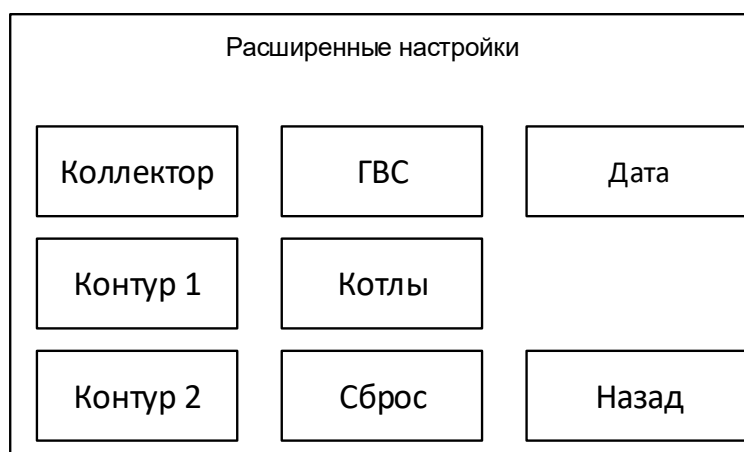 Расширенные настройки
Коллектор
ГВС
Дата
Контур 1
Котлы
Контур 2
Сброс
Назад